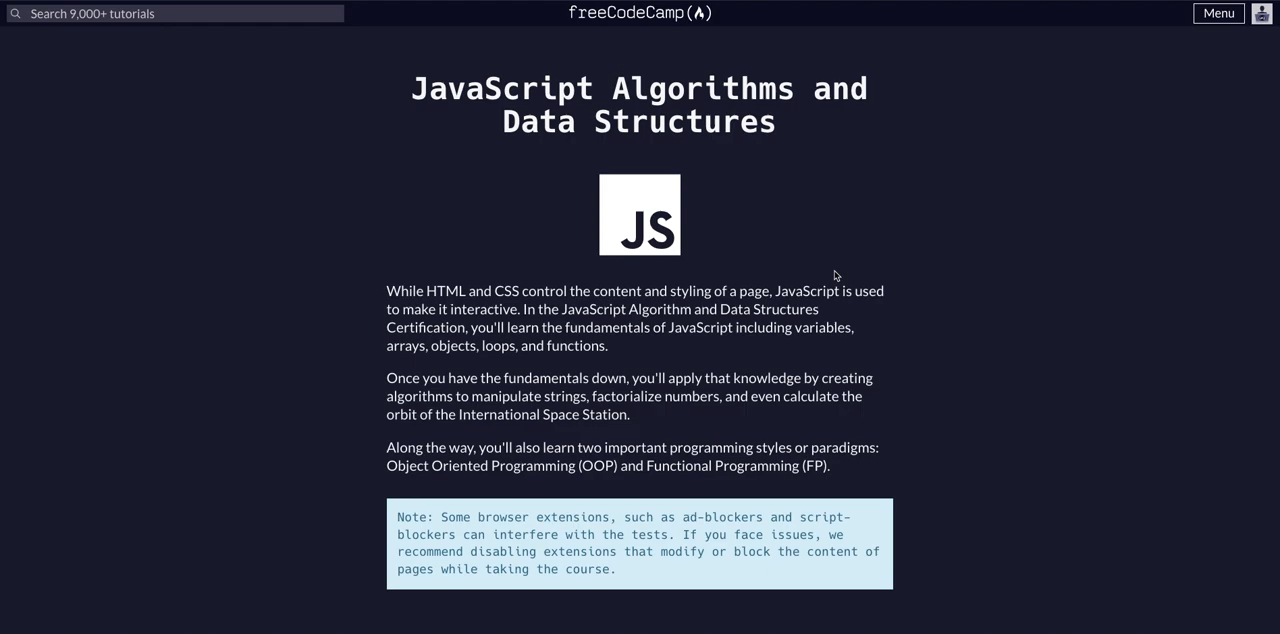 Search 9,000+ tutorials
freeCodeCamp(🔥)
Menu
JavaScript Algorithms and
Data Structures
JS
While HTML and CSS control the content and styling of a page, JavaScript is used
to make it interactive. In the JavaScript Algorithm and Data Structures
Certification, you'll learn the fundamentals of JavaScript including variables,
arrays, objects, loops, and functions.
Once you have the fundamentals down, you'll apply that knowledge by creating
algorithms to manipulate strings, factorialize numbers, and even calculate the
orbit of the International Space Station.
Along the way, you'll also learn two important programming styles or paradigms:
Object Oriented Programming (OOP) and Functional Programming (FP).
Note: Some browser extensions, such as ad-blockers and script-
blockers can interfere with the tests. If you face issues, we
recommend disabling extensions that modify or block the content of
pages while taking the course.